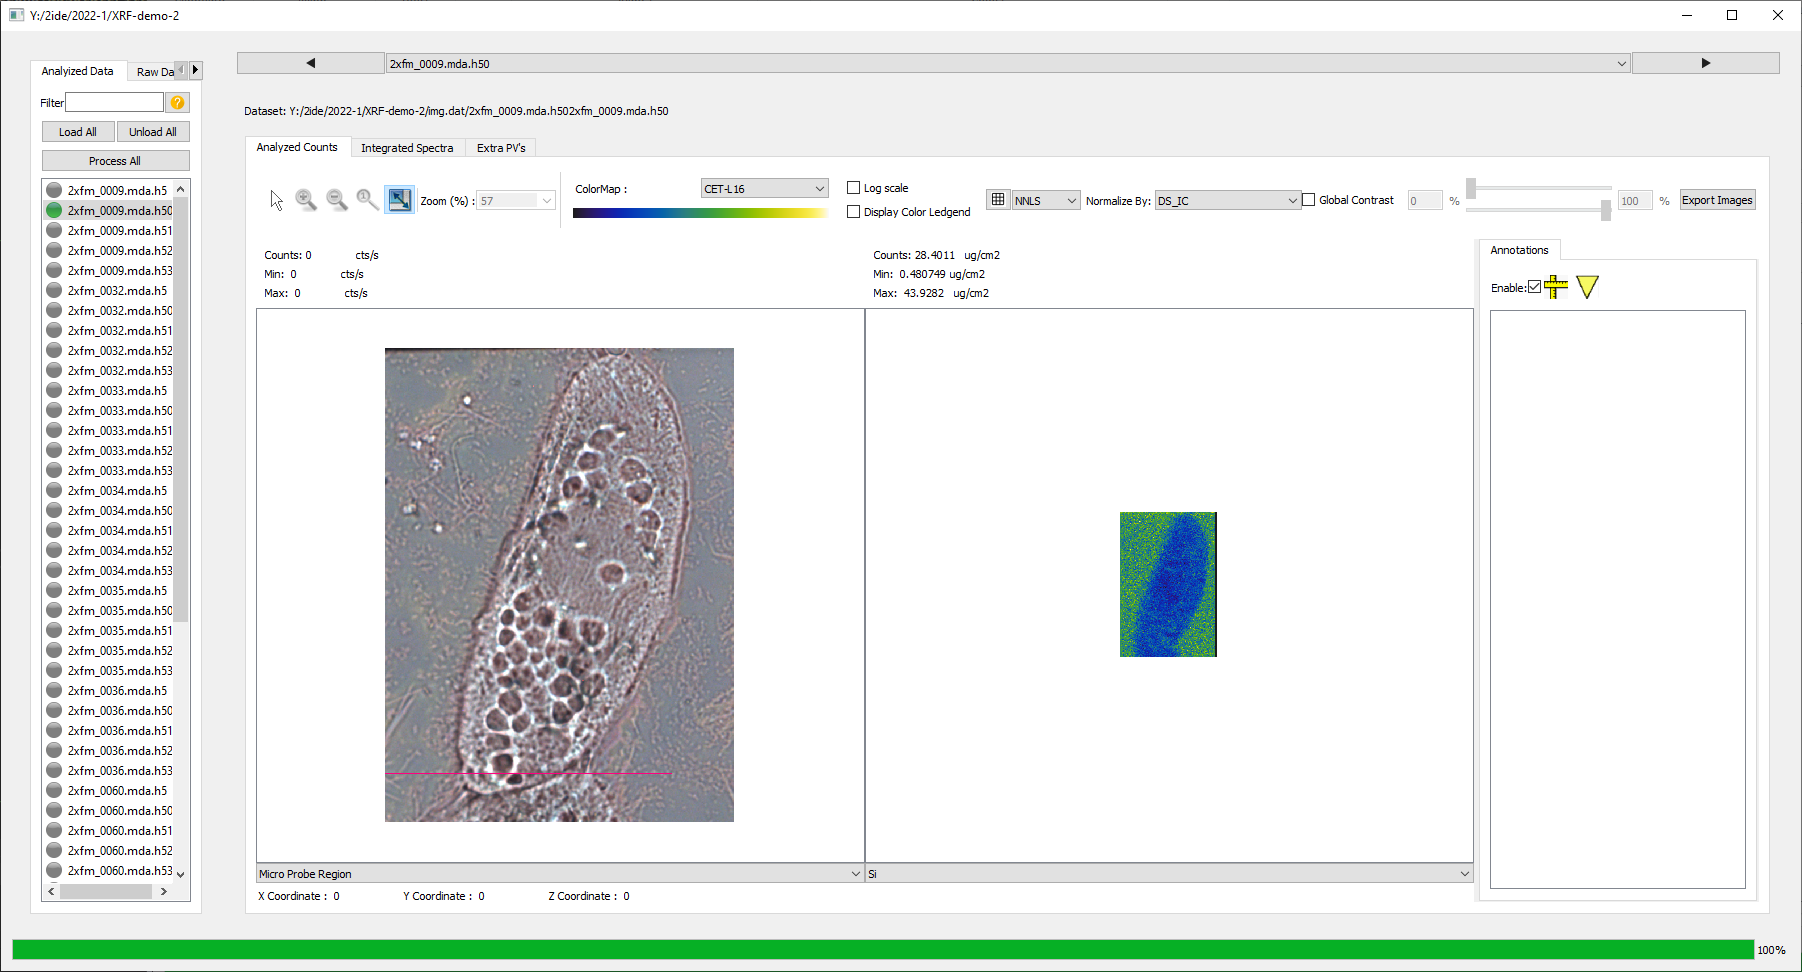 Y:/2ide/2022-1/XRF-demo-2
Analyized Data
Raw Da
2xfm_0009.mda.h50
Filter
Dataset: Y:/2ide/2022-1/XRF-demo-2/img.dat/2xfm_0009.mda.h502xfm_0009.mda.h50
Load All
Unload All
Process All
Analyzed Counts
Integrated Spectra
Extra PV's
2xfm_0009.mda.h5
2xfm_0009.mda.h50
2xfm_0009.mda.h51
2xfm_0009.mda.h52
2xfm_0009.mda.h53
2xfm_0032.mda.h5
2xfm_0032.mda.h50
2xfm_0032.mda.h51
2xfm_0032.mda.h52
2xfm_0032.mda.h53
2xfm_0033.mda.h5
2xfm_0033.mda.h50
2xfm_0033.mda.h51
2xfm_0033.mda.h52
2xfm_0033.mda.h53
2xfm_0034.mda.h5
2xfm_0034.mda.h50
2xfm_0034.mda.h51
2xfm_0034.mda.h52
2xfm_0034.mda.h53
2xfm_0035.mda.h5
2xfm_0035.mda.h50
2xfm_0035.mda.h51
2xfm_0035.mda.h52
2xfm_0035.mda.h53
2xfm_0036.mda.h5
2xfm_0036.mda.h50
2xfm_0036.mda.h51
2xfm_0036.mda.h52
2xfm_0036.mda.h53
2xfm_0060.mda.h5
2xfm_0060.mda.h50
2xfm_0060.mda.h51
2xfm_0060.mda.h52
2xfm_0060.mda.h53
Zoom (%) : 57
ColorMap : CET-L16
Log scale
Display Color Ledgend
NNLS
Normalize By: DS_IC
Global Contrast 0 % 100 %
Export Images
Counts: 0 cts/s
Min: 0 cts/s
Max: 0 cts/s
Counts: 28.4011 ug/cm2
Min: 0.480749 ug/cm2
Max: 43.9282 ug/cm2
Annotations
Enable:
Micro Probe Region
Si
X Coordinate : 0 Y Coordinate : 0 Z Coordinate : 0
100%